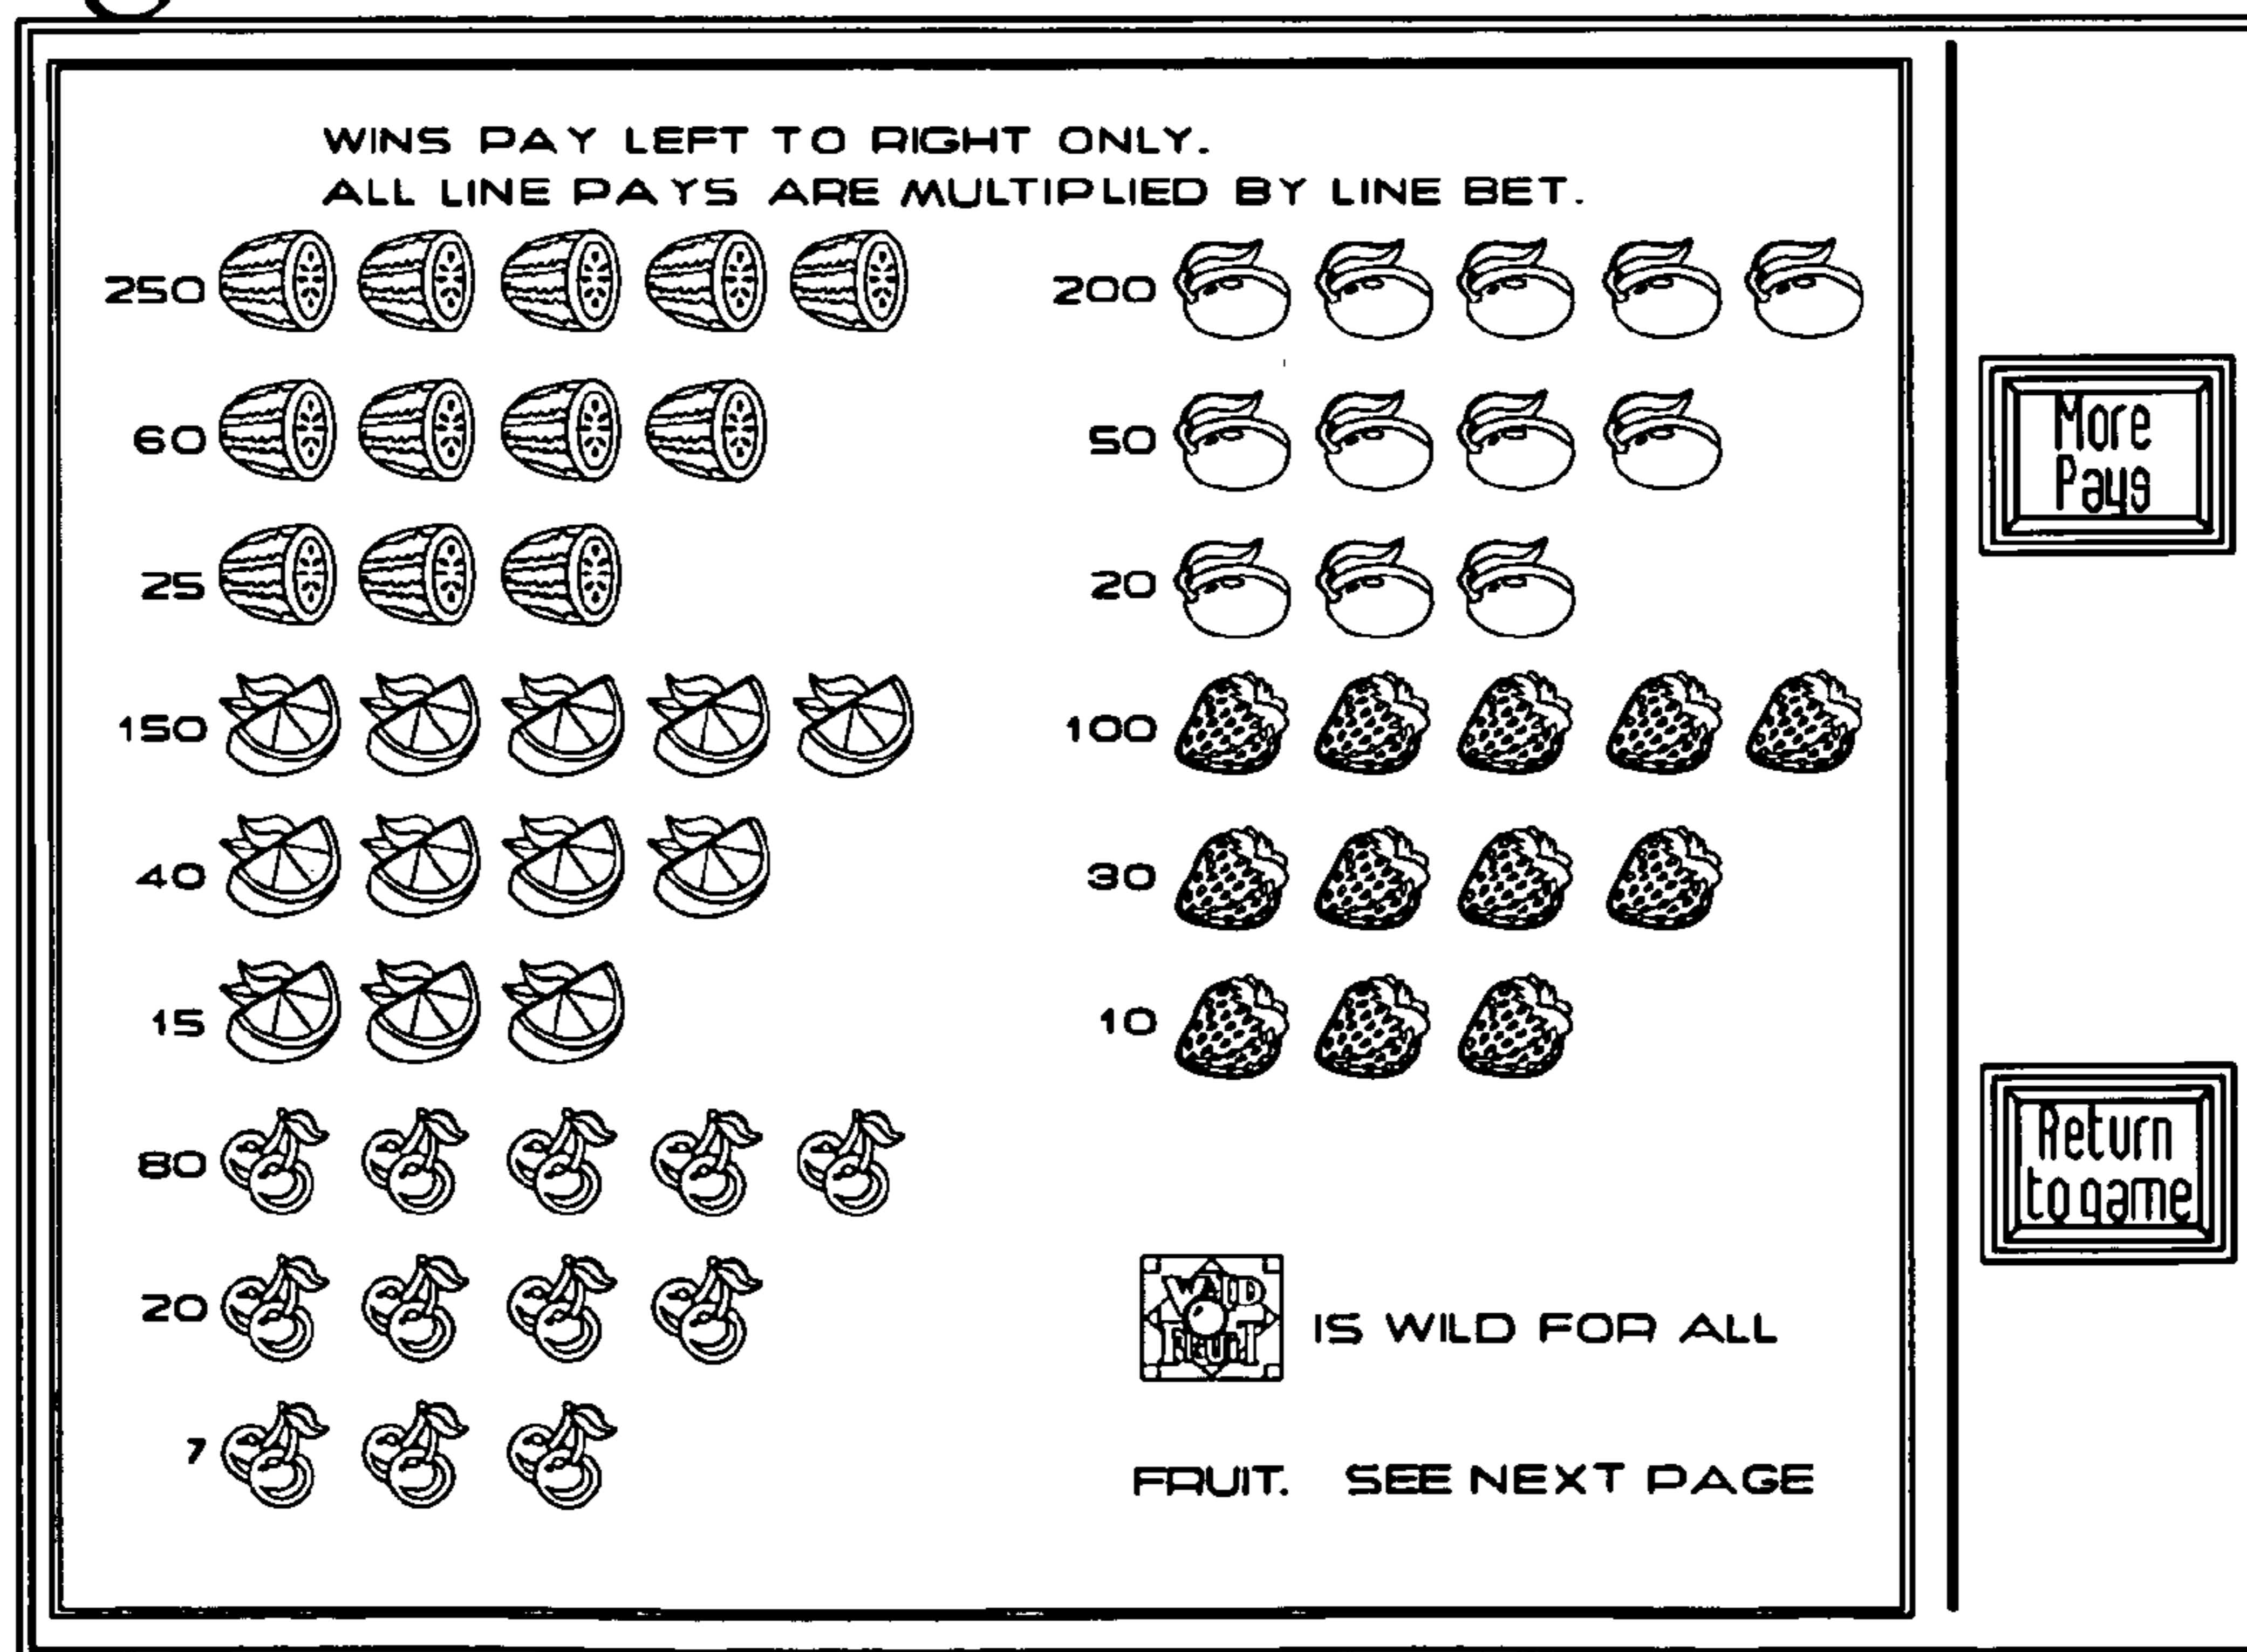 WINS PAY LEFT TO RIGHT ONLY.
ALL LINE PAYS ARE MULTIPLIED BY LINE BET.
250
60
25
150
40
15
80
20
7
200
50
20
100
30
10
WILD
FRUIT
IS WILD FOR ALL
FRUIT. SEE NEXT PAGE
More
Pays
Return
to game